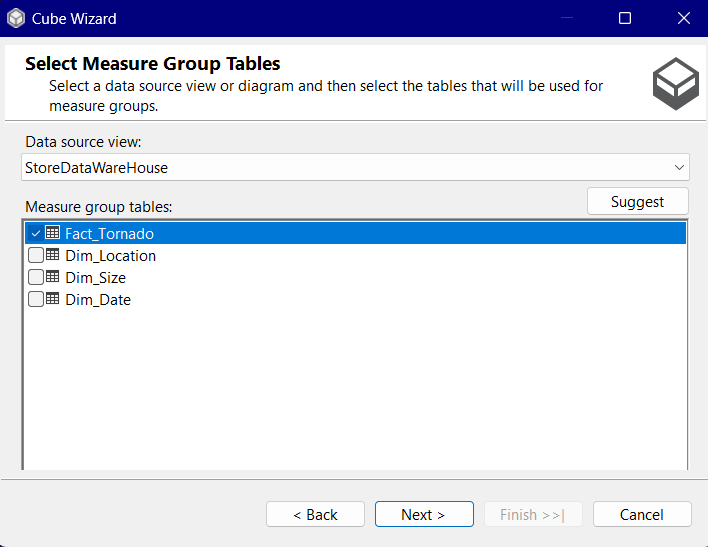 Cube Wizard
Select Measure Group Tables
Select a data source view or diagram and then select the tables that will be used for
measure groups.
Data source view:
StoreDataWareHouse
Suggest
Measure group tables:
Fact_Tornado
Dim_Location
Dim_Size
Dim_Date
< Back
Next >
Finish >>|
Cancel